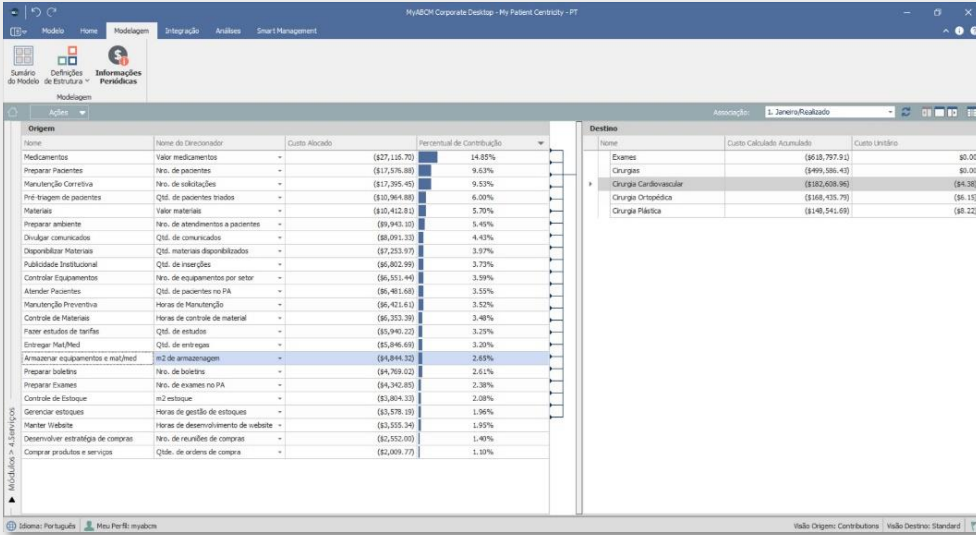 MyABCM Corporate Desktop - My Patient Centricity - PT
Modelo Home Modelagem Integração Análises Smart Management
Sumário do Modelo
Definições de Estrutura
Informações Periódicas
Modelagem
Ações
Associação: 1. Janeiro/Realizado
Origem
Nome Nome do Direcionador Custo Alocado Percentual de Contribuição
Medicamentos Valor medicamentos ($27,116.70) 14.85%
Preparar Pacientes Nro. de pacientes ($17,576.88) 9.63%
Manutenção Corretiva Nro. de solicitações ($17,395.45) 9.53%
Pré-triagem de pacientes Qtd. de pacientes triados ($10,964.88) 6.00%
Materiais Valor materiais ($10,412.81) 5.70%
Preparar ambiente Nro. de atendimentos a pacientes ($9,943.10) 5.45%
Divulgar comunicados Qtd. de comunicados ($8,091.33) 4.43%
Disponibilizar Materiais Qtd. materiais disponibilizados ($7,253.97) 3.97%
Publicidade Institucional Qtd. de inserções ($6,802.99) 3.73%
Controlar Equipamentos Nro. de equipamentos por setor ($6,551.44) 3.59%
Atender Pacientes Qtd. de pacientes no PA ($6,481.68) 3.55%
Manutenção Preventiva Horas de Manutenção ($6,421.61) 3.52%
Controle de Materiais Horas de controle de material ($6,353.39) 3.48%
Fazer estudos de tarifas Qtd. de estudos ($5,940.22) 3.25%
Entregar Mat/Med Qtd. de entregas ($5,846.69) 3.20%
Armazenar equipamentos e mat/med m2 de armazenagem ($4,844.32) 2.65%
Preparar boletins Nro. de boletins ($4,769.02) 2.61%
Preparar Exames Nro. de exames no PA ($4,342.85) 2.38%
Controle de Estoque m2 estoque ($3,804.33) 2.08%
Gerenciar estoques Horas de gestão de estoques ($3,578.19) 1.96%
Manter Website Horas de desenvolvimento de website ($3,555.34) 1.95%
Desenvolver estratégia de compras Nro. de reuniões de compras ($2,552.00) 1.40%
Comprar produtos e serviços Qtde. de ordens de compra ($2,009.77) 1.10%
Destino
Nome Custo Calculado Acumulado Custo Unitário
Exames ($618,797.91) $0.00
Cirurgias ($499,586.43) $0.00
Cirurgia Cardiovascular ($182,608.96) ($4.38)
Cirurgia Ortopédica ($168,435.75) ($6.15)
Cirurgia Plástica ($148,541.69) ($8.22)
Módulos > 4.Serviços
Idioma: Português Meu Perfil: myabcm
Visão Origem: Contributions Visão Destino: Standard